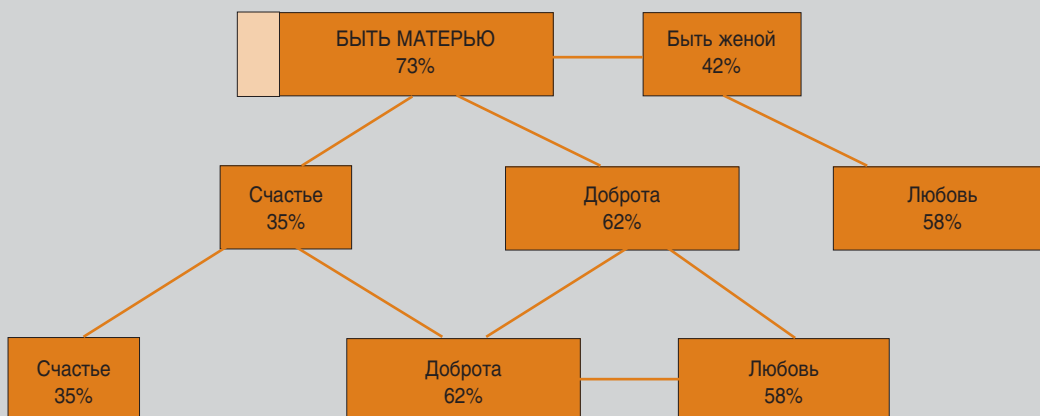 БЫТЬ МАТЕРЬЮ
73%
Быть женой
42%
Счастье
35%
Доброта
62%
Любовь
58%
Счастье
35%
Доброта
62%
Любовь
58%